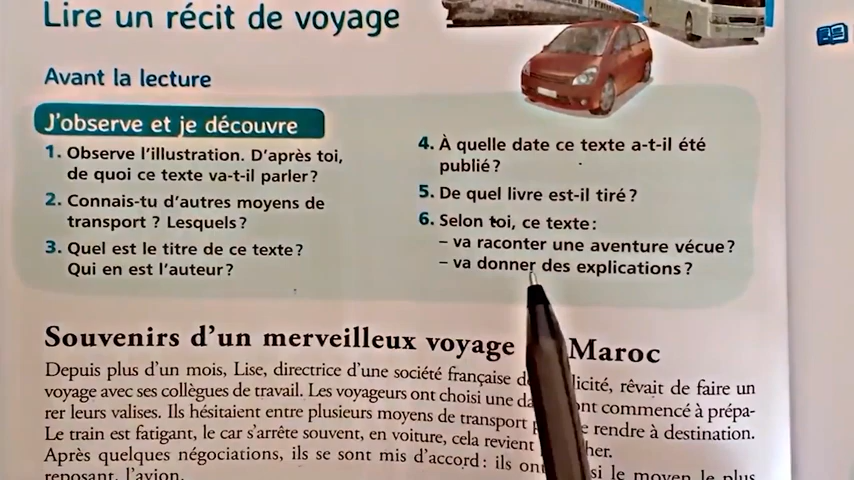 Lire un récit de voyage
Avant la lecture
J'observe et je découvre
1. Observe l'illustration. D'après toi,
de quoi ce texte va-t-il parler?
2. Connais-tu d'autres moyens de
transport ? Lesquels?
3. Quel est le titre de ce texte?
Qui en est l'auteur?
4. À quelle date ce texte a-t-il été
publié?
5. De quel livre est-il tiré?
6. Selon toi, ce texte:
– va raconter une aventure vécue?
– va donner des explications?
Souvenirs d'un merveilleux voyage Maroc
Depuis plus d'un mois, Lise, directrice d'une société française rêvait de faire un
voyage avec ses collègues de travail. Les voyageurs ont choisi une commencé à prépa-
rer leurs valises. Ils hésitaient entre plusieurs moyens de transport rendre à destination.
Le train est fatigant, le car s'arrête souvent, en voiture, cela revient
Après quelques négociations, ils se sont mis d'accord: ils le moyen le plus
reposant, l'avion.